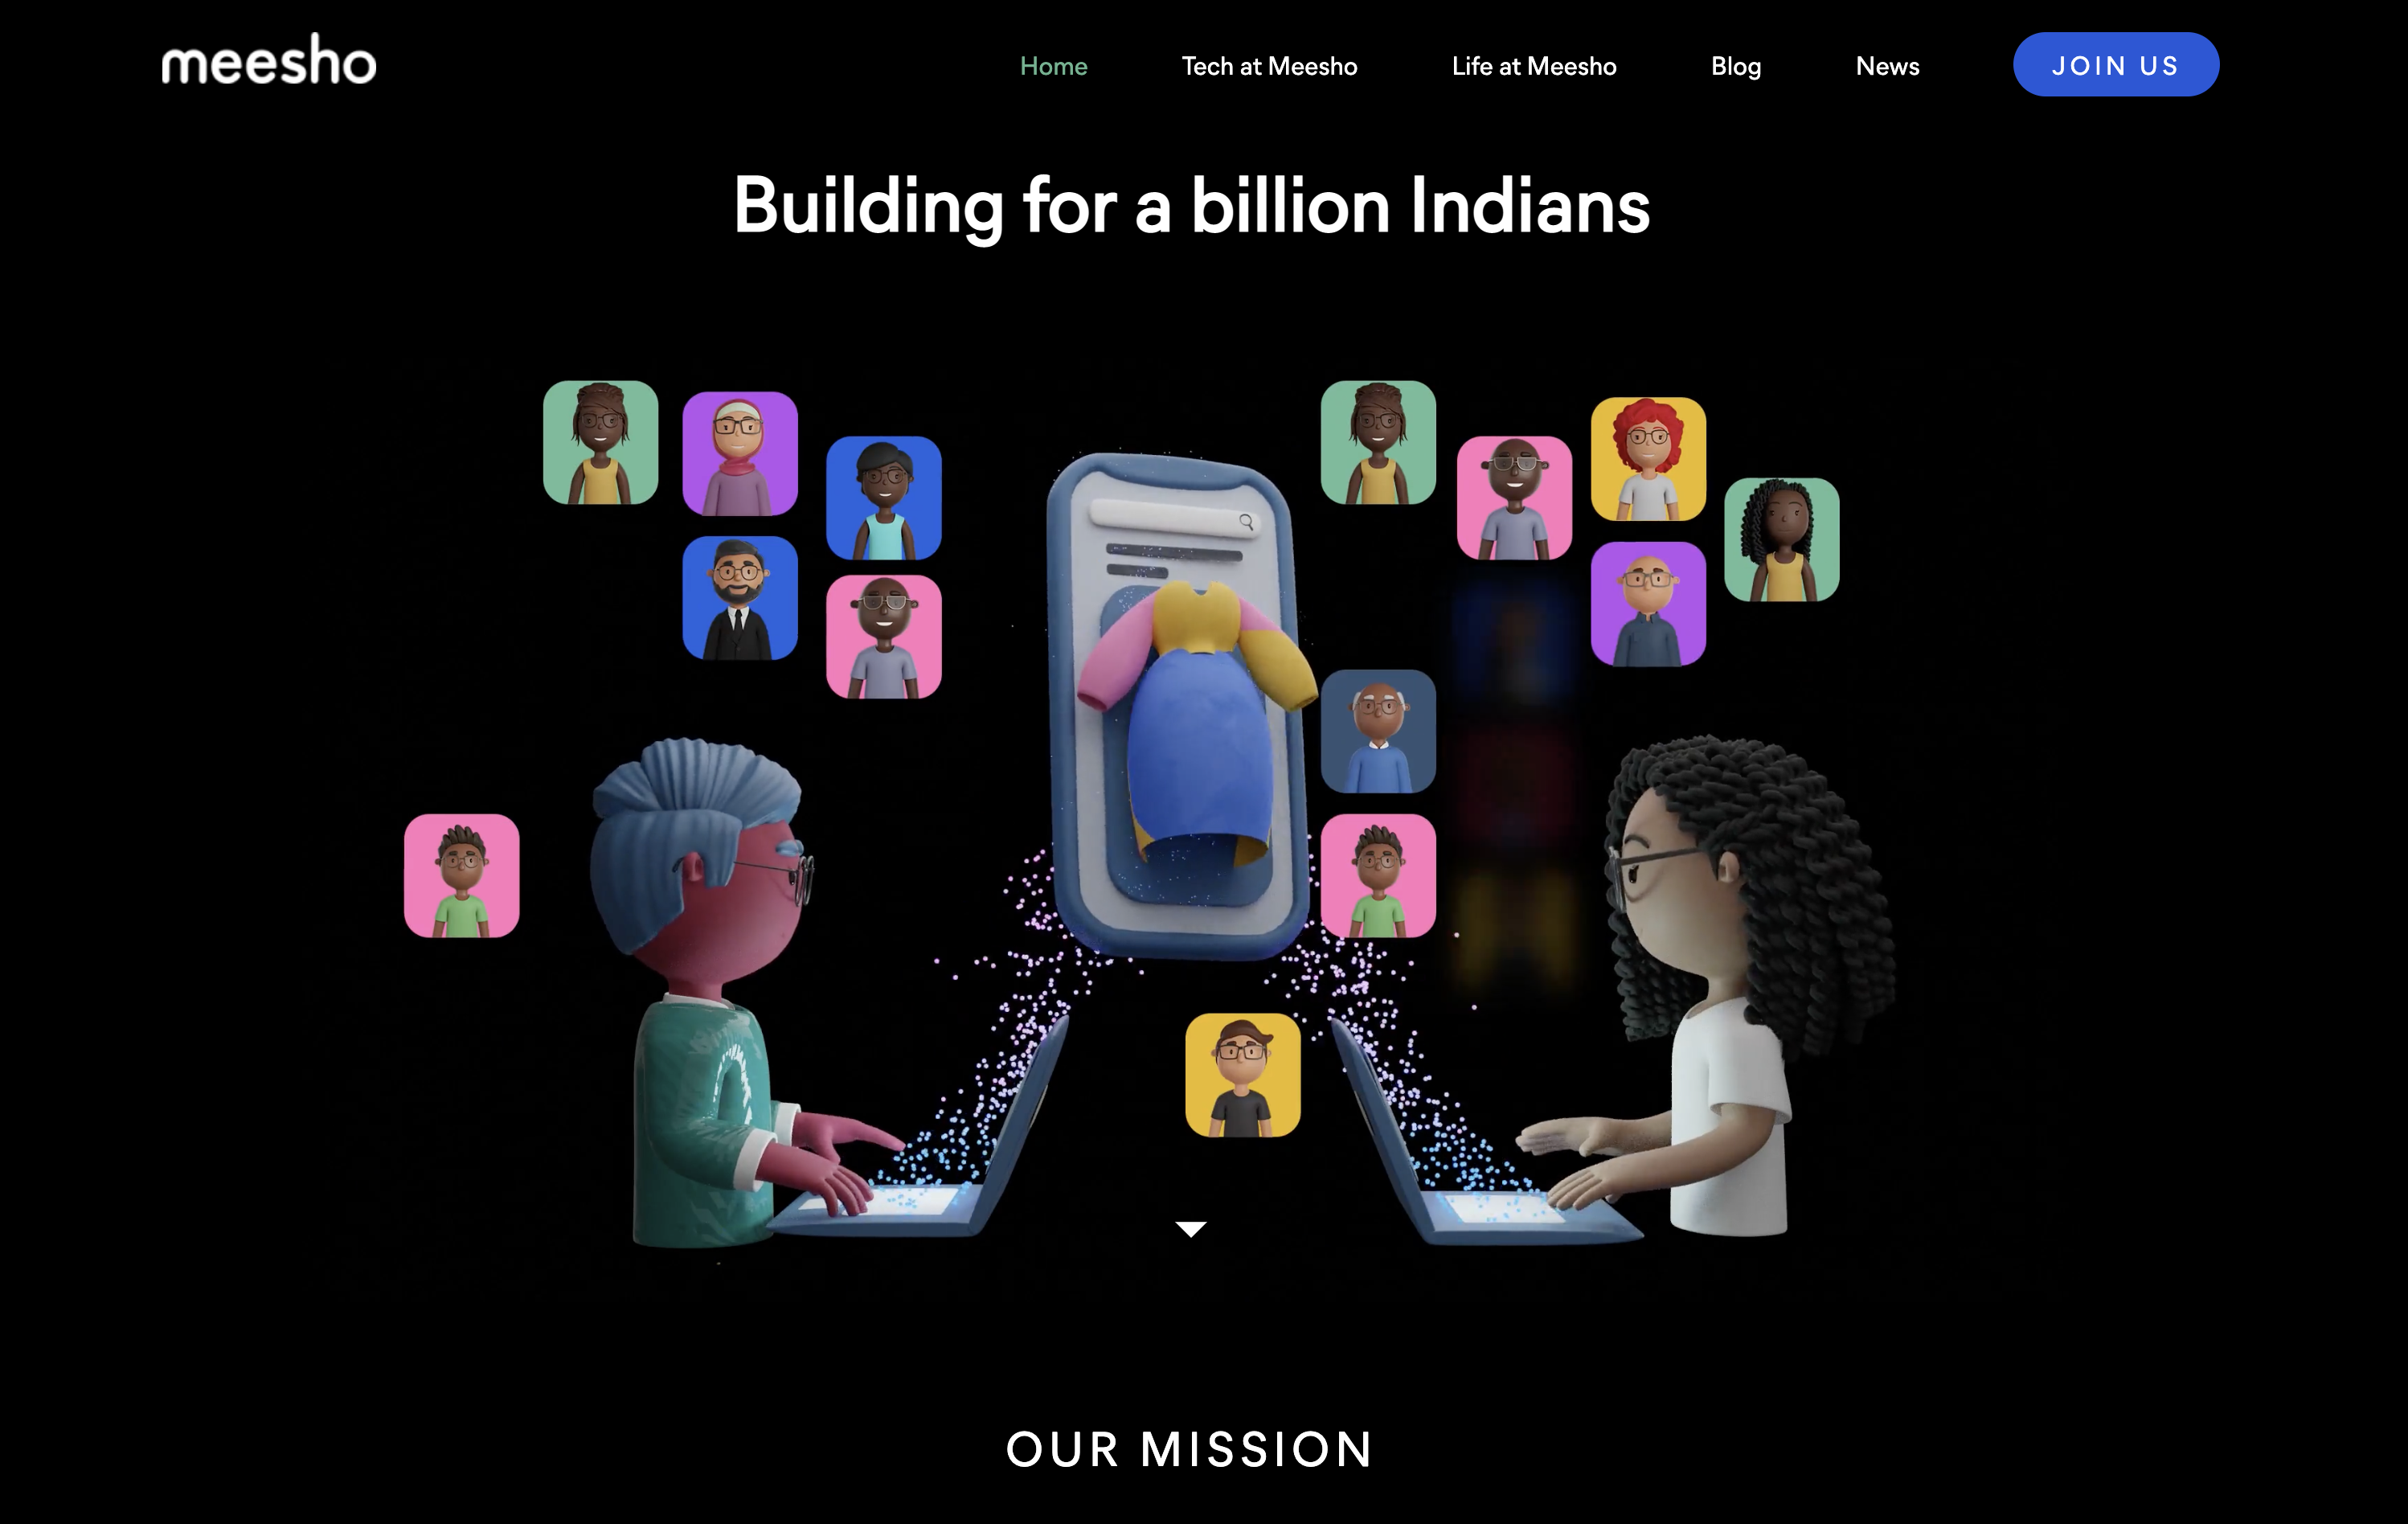 meesho
Home Tech at Meesho Life at Meesho Blog News JOIN US
Building for a billion Indians
OUR MISSION